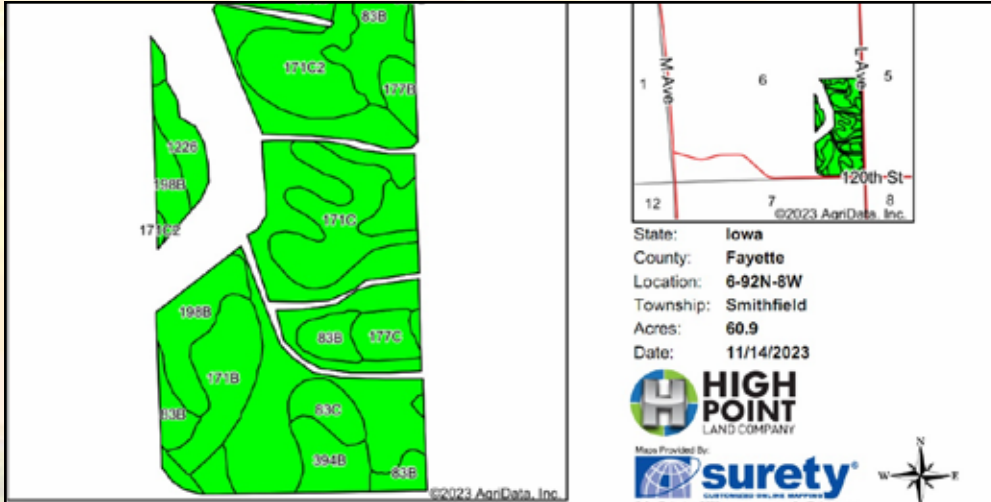 83B
171C2
177B
1226
198B
171C2
171C
198B
83B
177C
171B
83B
83C
394B
83B
©2023 AgriData, Inc.
M Ave
L Ave
1
6
5
120th St
12
7
8
©2023 AgriData, Inc.
State: Iowa
County: Fayette
Location: 6-92N-8W
Township: Smithfield
Acres: 60.9
Date: 11/14/2023
H
HIGH
POINT
LAND COMPANY
Maps Provided By:
surety®
CUSTOMIZED ONLINE MAPPING
N
W
E
S